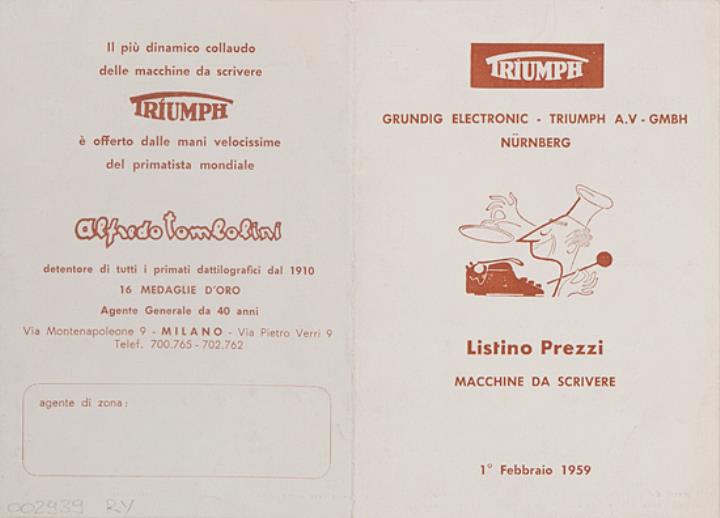 Il più dinamico collaudo
delle macchine da scrivere
TRIUMPH
è offerto dalle mani velocissime
del primatista mondiale
Alfredo Tombolini
detentore di tutti i primati dattilografici dal 1910
16 MEDAGLIE D'ORO
Agente Generale da 40 anni
Via Montenapoleone 9 - MILANO - Via Pietro Verri 9
Telef. 700.765 - 702.762
agente di zona:
002939 RY
TRIUMPH
GRUNDIG ELECTRONIC - TRIUMPH A.V - GMBH
NÜRNBERG
Listino Prezzi
MACCHINE DA SCRIVERE
1° Febbraio 1959